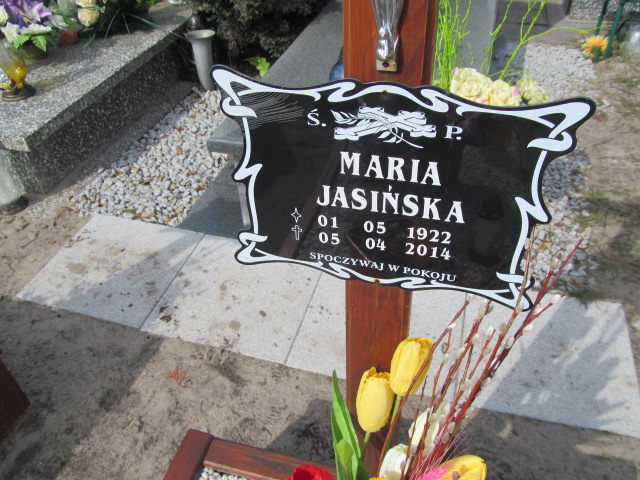 Ś. P.
MARIA
JASIŃSKA
01 05 1922
05 04 2014
SPOCZYWAJ W POKOJU